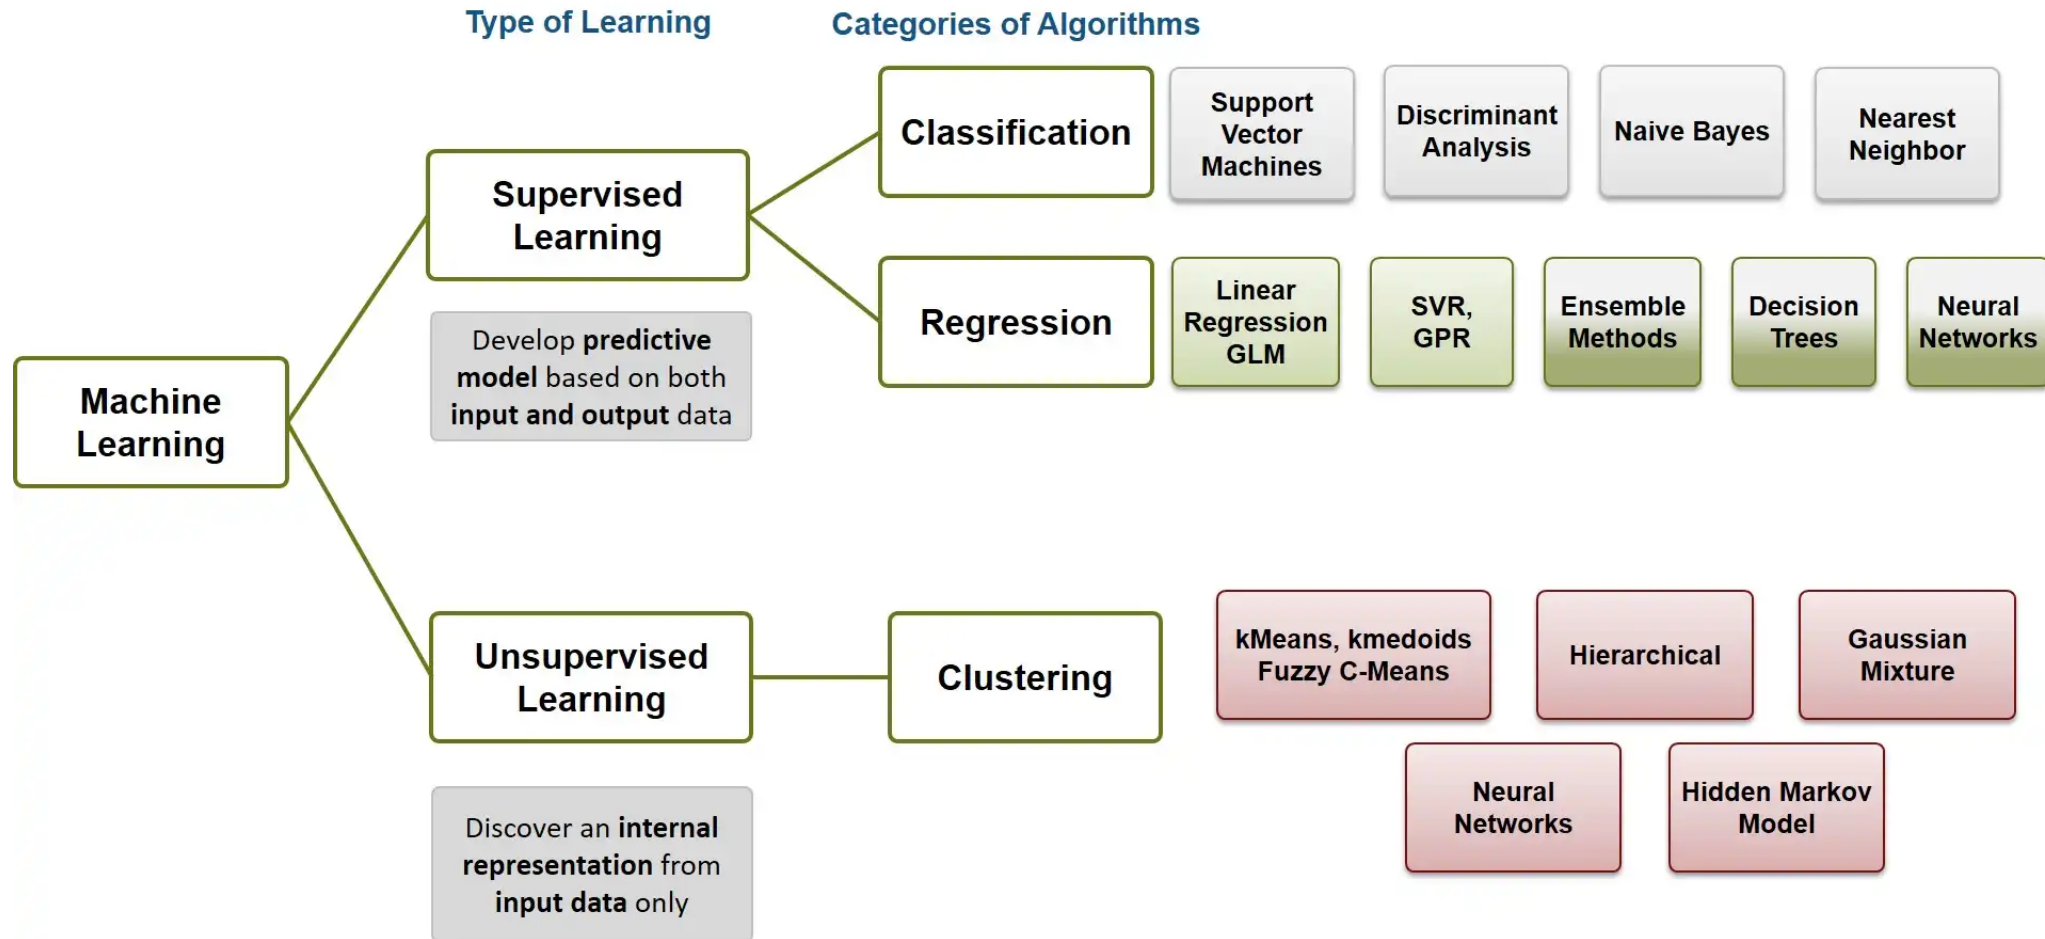 Type of Learning
Categories of Algorithms
Classification
Support
Vector
Machines
Discriminant
Analysis
Naive Bayes
Nearest
Neighbor
Supervised
Learning
Regression
Linear
Regression
GLM
SVR,
GPR
Ensemble
Methods
Decision
Trees
Neural
Networks
Develop predictive
model based on both
input and output data
Machine
Learning
Unsupervised
Learning
Clustering
kMeans, kmedoids
Fuzzy C-Means
Hierarchical
Gaussian
Mixture
Neural
Networks
Hidden Markov
Model
Discover an internal
representation from
input data only